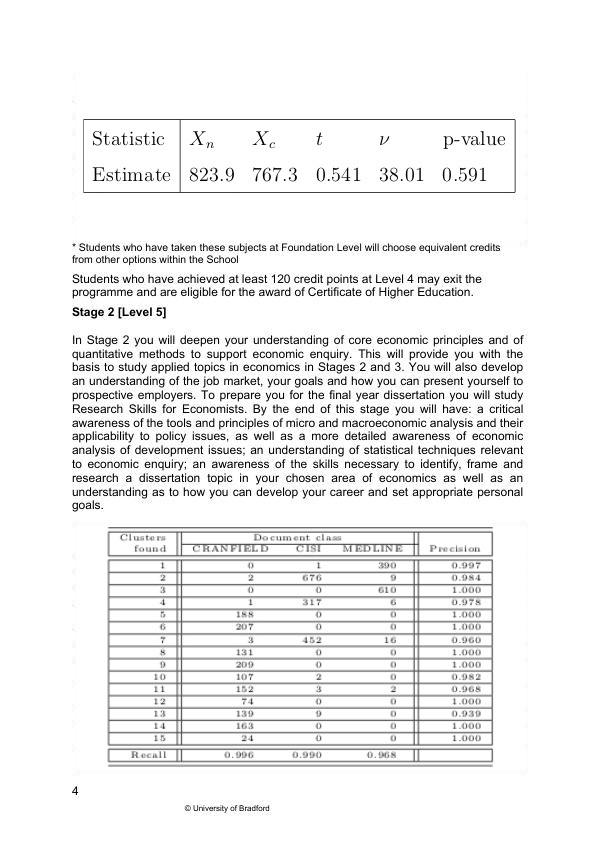 Statistic X_n X_c t ν p-value
Estimate 823.9 767.3 0.541 38.01 0.591
* Students who have taken these subjects at Foundation Level will choose equivalent credits
from other options within the School
Students who have achieved at least 120 credit points at Level 4 may exit the
programme and are eligible for the award of Certificate of Higher Education.
Stage 2 [Level 5]
In Stage 2 you will deepen your understanding of core economic principles and of
quantitative methods to support economic enquiry. This will provide you with the
basis to study applied topics in economics in Stages 2 and 3. You will also develop
an understanding of the job market, your goals and how you can present yourself to
prospective employers. To prepare you for the final year dissertation you will study
Research Skills for Economists. By the end of this stage you will have: a critical
awareness of the tools and principles of micro and macroeconomic analysis and their
applicability to policy issues, as well as a more detailed awareness of economic
analysis of development issues; an understanding of statistical techniques relevant
to economic enquiry; an awareness of the skills necessary to identify, frame and
research a dissertation topic in your chosen area of economics as well as an
understanding as to how you can develop your career and set appropriate personal
goals.
Clusters Document class
found CRANFIELD CISI MEDLINE Precision
1 0 1 390 0.997
2 2 676 9 0.984
3 0 0 610 1.000
4 1 317 6 0.978
5 188 0 0 1.000
6 207 0 0 1.000
7 3 452 16 0.960
8 131 0 0 1.000
9 209 0 0 1.000
10 107 2 0 0.982
11 152 3 2 0.968
12 74 0 0 1.000
13 139 9 0 0.939
14 163 0 0 1.000
15 24 0 0 1.000
Recall 0.996 0.990 0.968
4
© University of Bradford